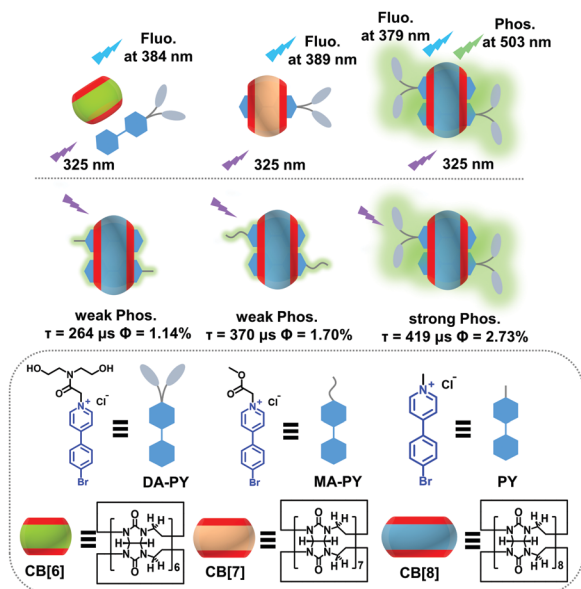 Fluo.
at 384 nm
325 nm
Fluo.
at 389 nm
325 nm
Fluo.
at 379 nm
Phos.
at 503 nm
325 nm
weak Phos.
τ = 264 µs Φ = 1.14%
weak Phos.
τ = 370 µs Φ = 1.70%
strong Phos.
τ = 419 µs Φ = 2.73%
HO
OH
N
O
N+
Cl−
Br
DA-PY
O
O
N+
Cl−
Br
MA-PY
N+
Cl−
Br
PY
CB[6]
O
N N C H H
H H
N N C H H
O
6
CB[7]
O
N N C H H
H H
N N C H H
O
7
CB[8]
O
N N C H H
H H
N N C H H
O
8